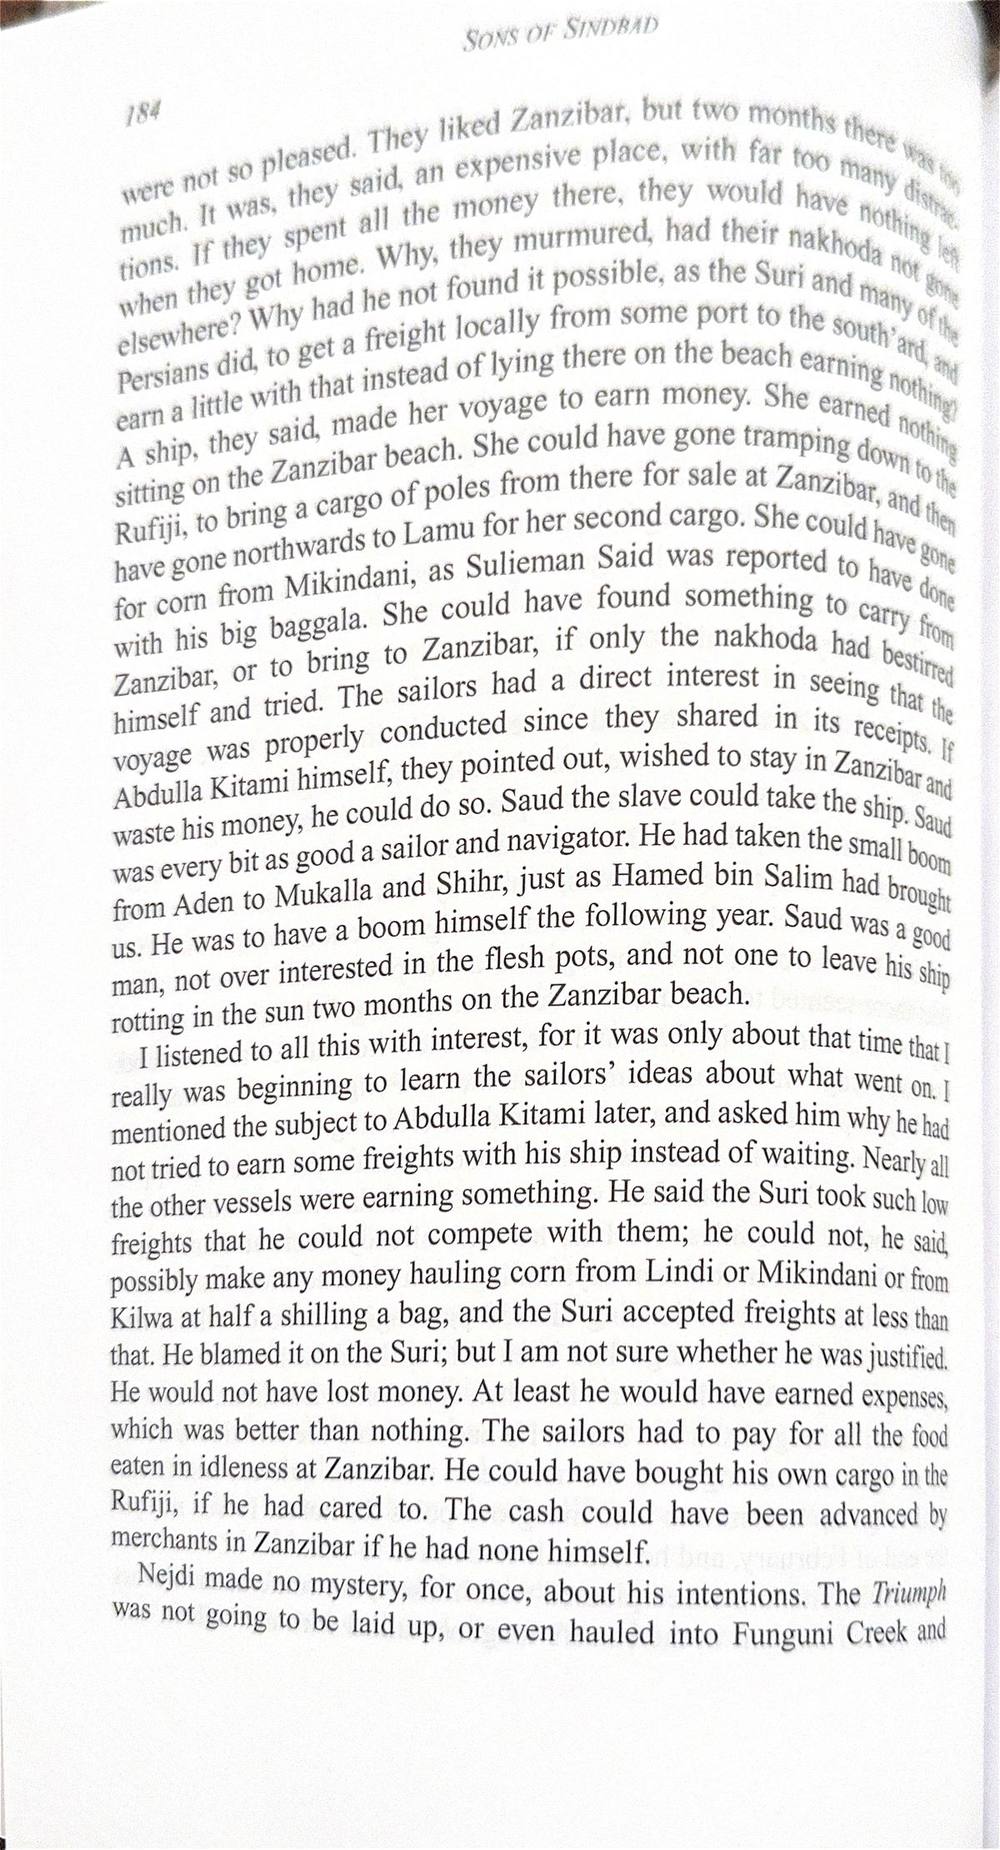 SONS OF SINDBAD
184
were not so pleased. They liked Zanzibar, but two months there was too
much. It was, they said, an expensive place, with far too many distrac-
tions. If they spent all the money there, they would have nothing left
when they got home. Why, they murmured, had their nakhoda not gone
elsewhere? Why had he not found it possible, as the Suri and many of the
Persians did, to get a freight locally from some port to the south'ard, and
earn a little with that instead of lying there on the beach earning nothing?
A ship, they said, made her voyage to earn money. She earned nothing
sitting on the Zanzibar beach. She could have gone tramping down to the
Rufiji, to bring a cargo of poles from there for sale at Zanzibar, and then
have gone northwards to Lamu for her second cargo. She could have gone
for corn from Mikindani, as Sulieman Said was reported to have done
with his big baggala. She could have found something to carry from
Zanzibar, or to bring to Zanzibar, if only the nakhoda had bestirred
himself and tried. The sailors had a direct interest in seeing that the
voyage was properly conducted since they shared in its receipts. If
Abdulla Kitami himself, they pointed out, wished to stay in Zanzibar and
waste his money, he could do so. Saud the slave could take the ship. Saud
was every bit as good a sailor and navigator. He had taken the small boom
from Aden to Mukalla and Shihr, just as Hamed bin Salim had brought
us. He was to have a boom himself the following year. Saud was a good
man, not over interested in the flesh pots, and not one to leave his ship
rotting in the sun two months on the Zanzibar beach.
I listened to all this with interest, for it was only about that time that I
really was beginning to learn the sailors' ideas about what went on. I
mentioned the subject to Abdulla Kitami later, and asked him why he had
not tried to earn some freights with his ship instead of waiting. Nearly all
the other vessels were earning something. He said the Suri took such low
freights that he could not compete with them; he could not, he said,
possibly make any money hauling corn from Lindi or Mikindani or from
Kilwa at half a shilling a bag, and the Suri accepted freights at less than
that. He blamed it on the Suri; but I am not sure whether he was justified.
He would not have lost money. At least he would have earned expenses,
which was better than nothing. The sailors had to pay for all the food
eaten in idleness at Zanzibar. He could have bought his own cargo in the
Rufiji, if he had cared to. The cash could have been advanced by
merchants in Zanzibar if he had none himself.
Nejdi made no mystery, for once, about his intentions. The Triumph
was not going to be laid up, or even hauled into Funguni Creek and